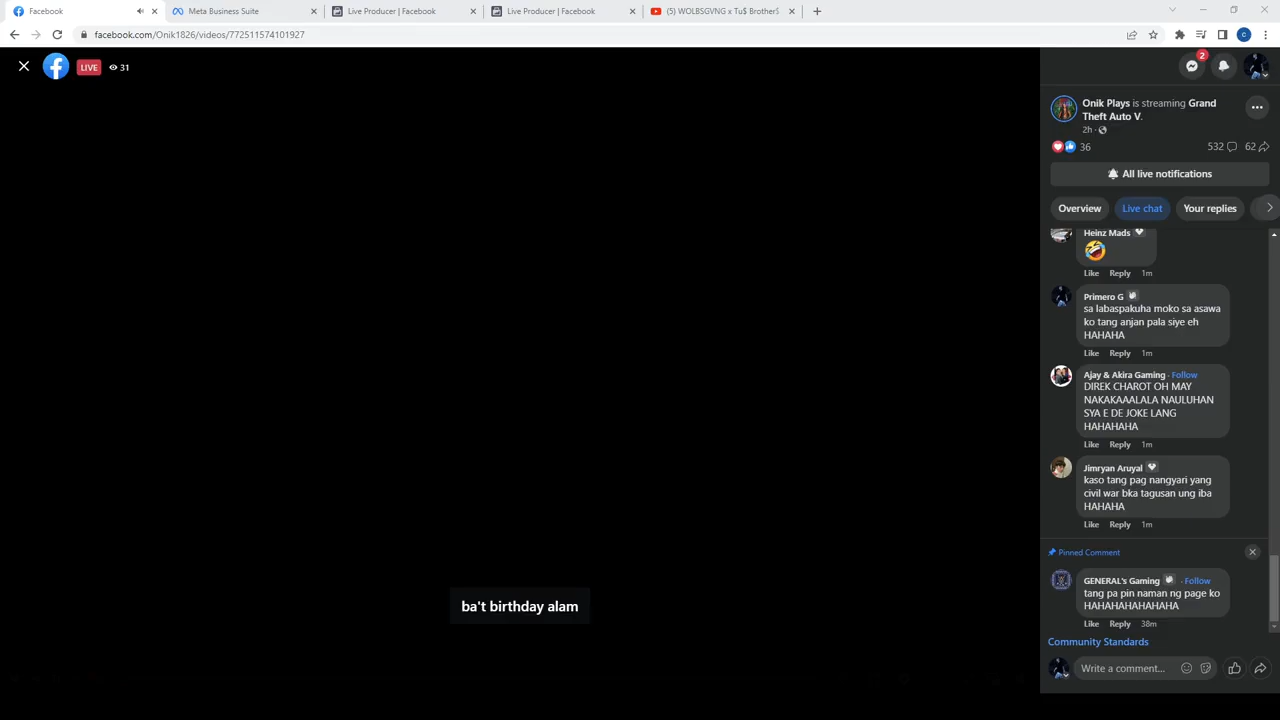 Facebook
Meta Business Suite
Live Producer | Facebook
Live Producer | Facebook
(5) WOLBSGVNG x Tu$ Brother$
facebook.com/Onik1826/videos/772511574101927
LIVE
31
2
Onik Plays is streaming Grand
Theft Auto V.
2h
36
532
62
All live notifications
Overview
Live chat
Your replies
Heinz Mads
Like Reply 1m
Primero G
sa labaspakuha moko sa asawa
ko tang anjan pala siye eh
HAHAHA
Like Reply 1m
Ajay & Akira Gaming · Follow
DIREK CHAROT OH MAY
NAKAKAAALALA NAULUHAN
SYA E DE JOKE LANG
HAHAHAHA
Like Reply 1m
Jimryan Aruyal
kaso tang pag nangyari yang
civil war bka tagusan ung iba
HAHAHA
Like Reply 1m
Pinned Comment
GENERAL's Gaming · Follow
tang pa pin naman ng page ko
HAHAHAHAHAHAHA
Like Reply 38m
Community Standards
Write a comment...
ba't birthday alam